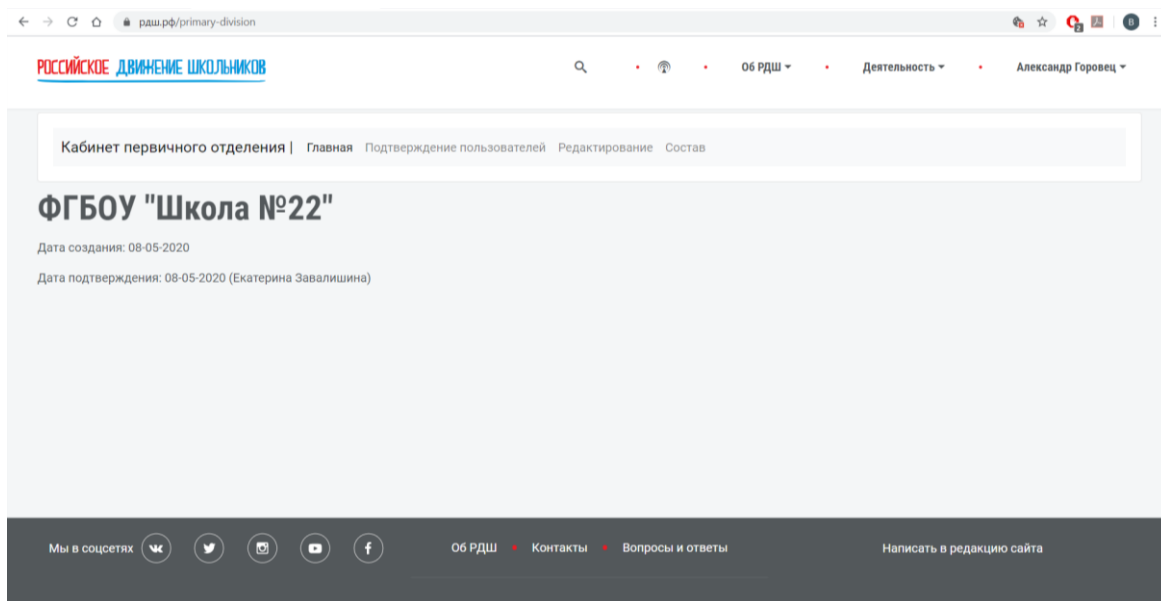 рдш.рф/primary-division
РОССИЙСКОЕ ДВИЖЕНИЕ ШКОЛЬНИКОВ
Об РДШ
Деятельность
Александр Горовец
Кабинет первичного отделения | Главная Подтверждение пользователей Редактирование Состав
ФГБОУ "Школа №22"
Дата создания: 08-05-2020
Дата подтверждения: 08-05-2020 (Екатерина Завалишина)
Мы в соцсетях
Об РДШ • Контакты • Вопросы и ответы
Написать в редакцию сайта